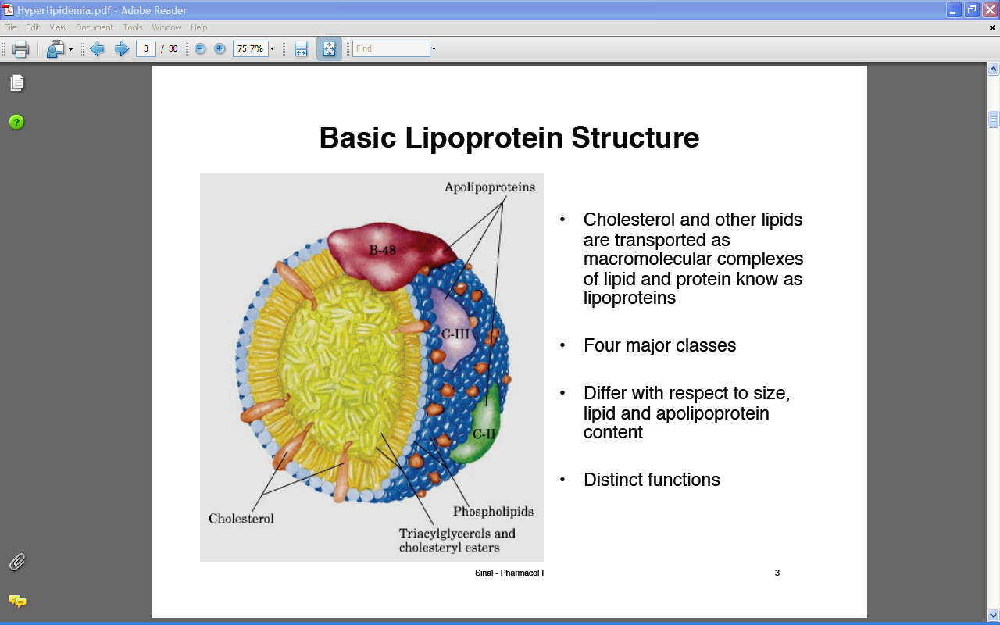 Hyperlipidemia.pdf - Adobe Reader
File Edit View Document Tools Window Help
3 / 30 75.7% Find
Basic Lipoprotein Structure
Apolipoproteins
B-48
C-III
C-II
Cholesterol
Phospholipids
Triacylglycerols and
cholesteryl esters
• Cholesterol and other lipids
are transported as
macromolecular complexes
of lipid and protein know as
lipoproteins
• Four major classes
• Differ with respect to size,
lipid and apolipoprotein
content
• Distinct functions
Sinal - Pharmacol
3